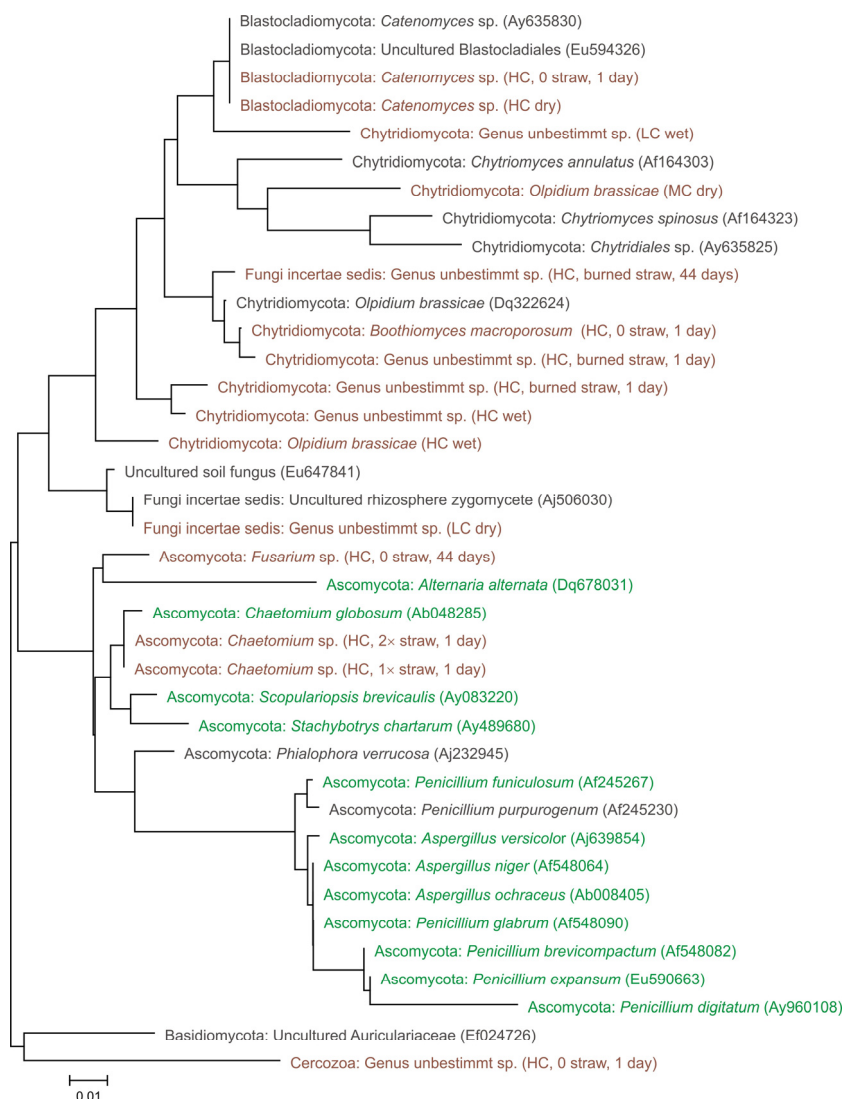 Blastocladiomycota: Catenomyces sp. (Ay635830)
Blastocladiomycota: Uncultured Blastocladiales (Eu594326)
Blastocladiomycota: Catenomyces sp. (HC, 0 straw, 1 day)
Blastocladiomycota: Catenomyces sp. (HC dry)
Chytridiomycota: Genus unbestimmt sp. (LC wet)
Chytridiomycota: Chytriomyces annulatus (Af164303)
Chytridiomycota: Olpidium brassicae (MC dry)
Chytridiomycota: Chytriomyces spinosus (Af164323)
Chytridiomycota: Chytridiales sp. (Ay635825)
Fungi incertae sedis: Genus unbestimmt sp. (HC, burned straw, 44 days)
Chytridiomycota: Olpidium brassicae (Dq322624)
Chytridiomycota: Boothiomyces macroporosum (HC, 0 straw, 1 day)
Chytridiomycota: Genus unbestimmt sp. (HC, burned straw, 1 day)
Chytridiomycota: Genus unbestimmt sp. (HC, burned straw, 1 day)
Chytridiomycota: Genus unbestimmt sp. (HC wet)
Chytridiomycota: Olpidium brassicae (HC wet)
Uncultured soil fungus (Eu647841)
Fungi incertae sedis: Uncultured rhizosphere zygomycete (Aj506030)
Fungi incertae sedis: Genus unbestimmt sp. (LC dry)
Ascomycota: Fusarium sp. (HC, 0 straw, 44 days)
Ascomycota: Alternaria alternata (Dq678031)
Ascomycota: Chaetomium globosum (Ab048285)
Ascomycota: Chaetomium sp. (HC, 2× straw, 1 day)
Ascomycota: Chaetomium sp. (HC, 1× straw, 1 day)
Ascomycota: Scopulariopsis brevicaulis (Ay083220)
Ascomycota: Stachybotrys chartarum (Ay489680)
Ascomycota: Phialophora verrucosa (Aj232945)
Ascomycota: Penicillium funiculosum (Af245267)
Ascomycota: Penicillium purpurogenum (Af245230)
Ascomycota: Aspergillus versicolor (Aj639854)
Ascomycota: Aspergillus niger (Af548064)
Ascomycota: Aspergillus ochraceus (Ab008405)
Ascomycota: Penicillium glabrum (Af548090)
Ascomycota: Penicillium brevicompactum (Af548082)
Ascomycota: Penicillium expansum (Eu590663)
Ascomycota: Penicillium digitatum (Ay960108)
Basidiomycota: Uncultured Auriculariaceae (Ef024726)
Cercozoa: Genus unbestimmt sp. (HC, 0 straw, 1 day)
0.01